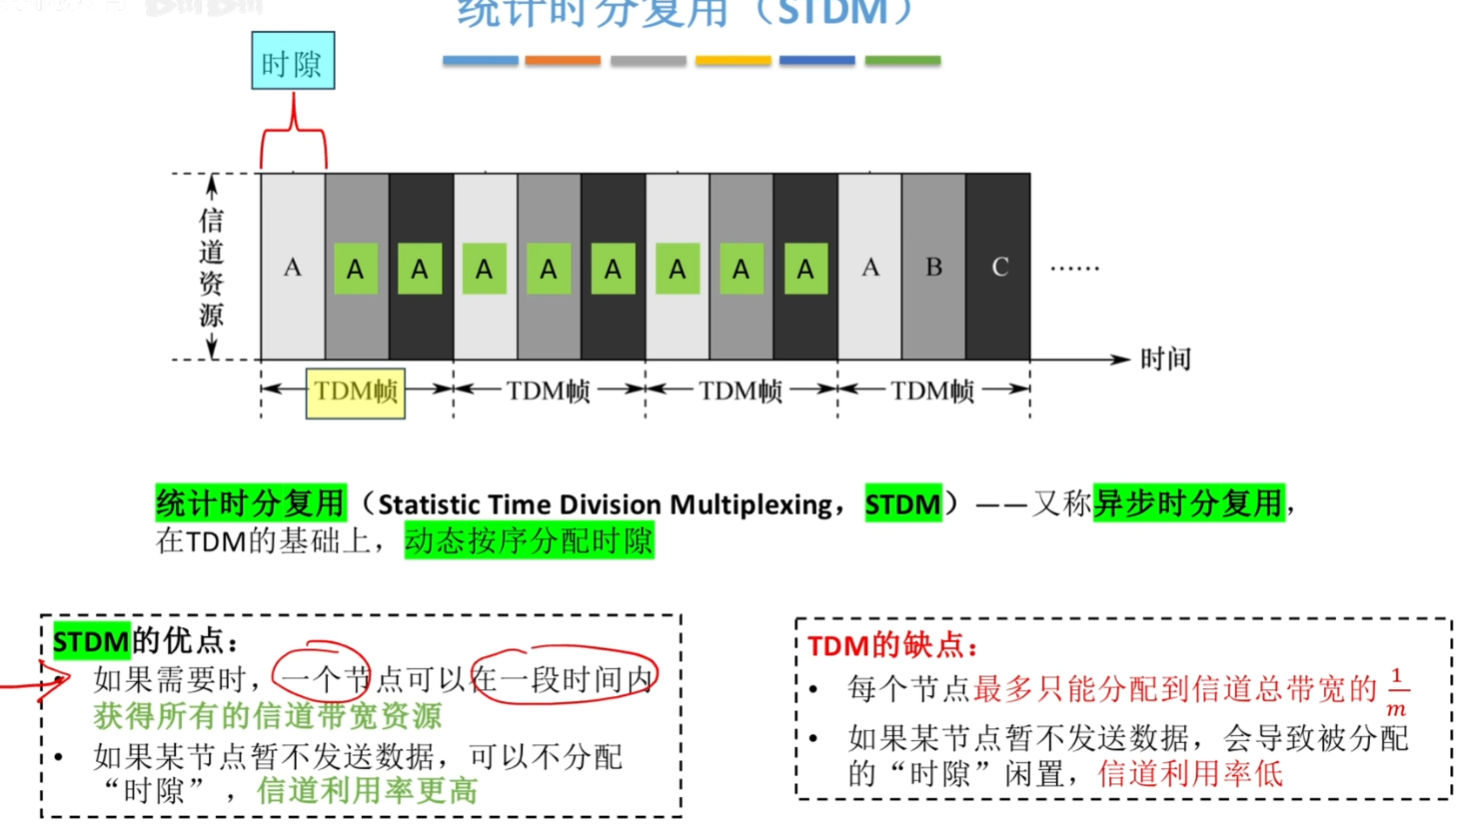 统计时分复用（STDM）
时隙
信道资源
A A A A A A A A A A B C ……
时间
TDM帧 TDM帧 TDM帧 TDM帧
统计时分复用（Statistic Time Division Multiplexing，STDM）——又称异步时分复用，
在TDM的基础上，动态按序分配时隙
STDM的优点：
• 如果需要时，一个节点可以在一段时间内
获得所有的信道带宽资源
• 如果某节点暂不发送数据，可以不分配
“时隙”，信道利用率更高
TDM的缺点：
• 每个节点最多只能分配到信道总带宽的 1/m
• 如果某节点暂不发送数据，会导致被分配
的“时隙”闲置，信道利用率低